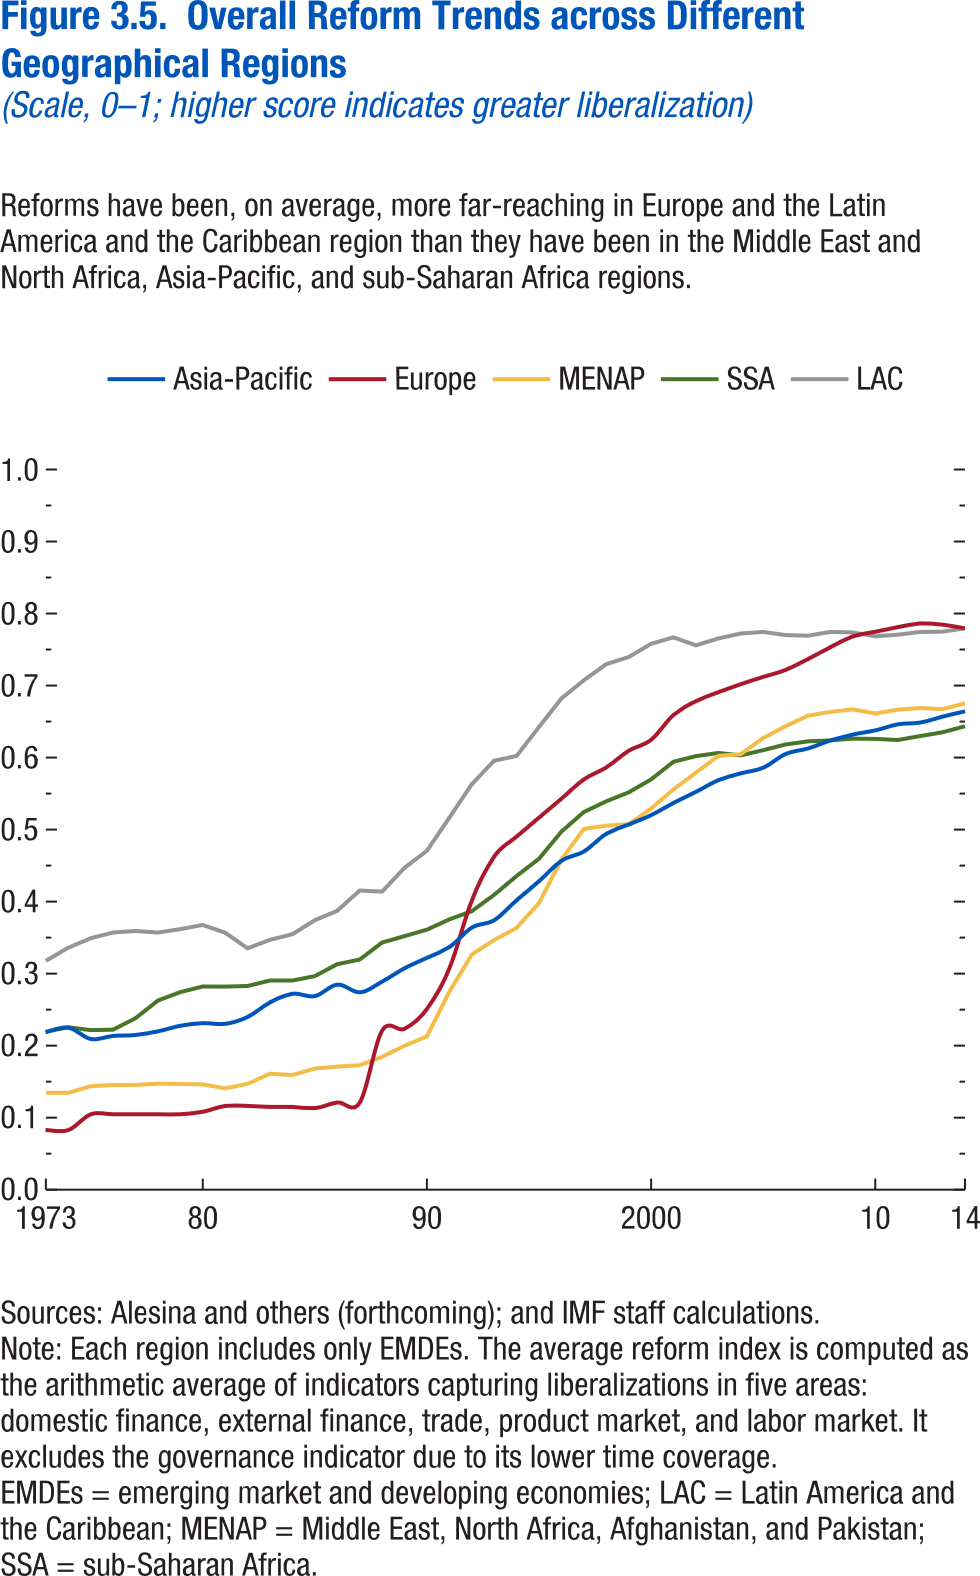 Figure 3.5.  Overall Reform Trends across Different
Geographical Regions
(Scale, 0–1; higher score indicates greater liberalization)
Reforms have been, on average, more far-reaching in Europe and the Latin
America and the Caribbean region than they have been in the Middle East and
North Africa, Asia-Pacific, and sub-Saharan Africa regions.
Asia-Pacific Europe MENAP SSA LAC
1.0
0.9
0.8
0.7
0.6
0.5
0.4
0.3
0.2
0.1
0.0
1973 80 90 2000 10 14
Sources: Alesina and others (forthcoming); and IMF staff calculations.
Note: Each region includes only EMDEs. The average reform index is computed as
the arithmetic average of indicators capturing liberalizations in five areas:
domestic finance, external finance, trade, product market, and labor market. It
excludes the governance indicator due to its lower time coverage.
EMDEs = emerging market and developing economies; LAC = Latin America and
the Caribbean; MENAP = Middle East, North Africa, Afghanistan, and Pakistan;
SSA = sub-Saharan Africa.